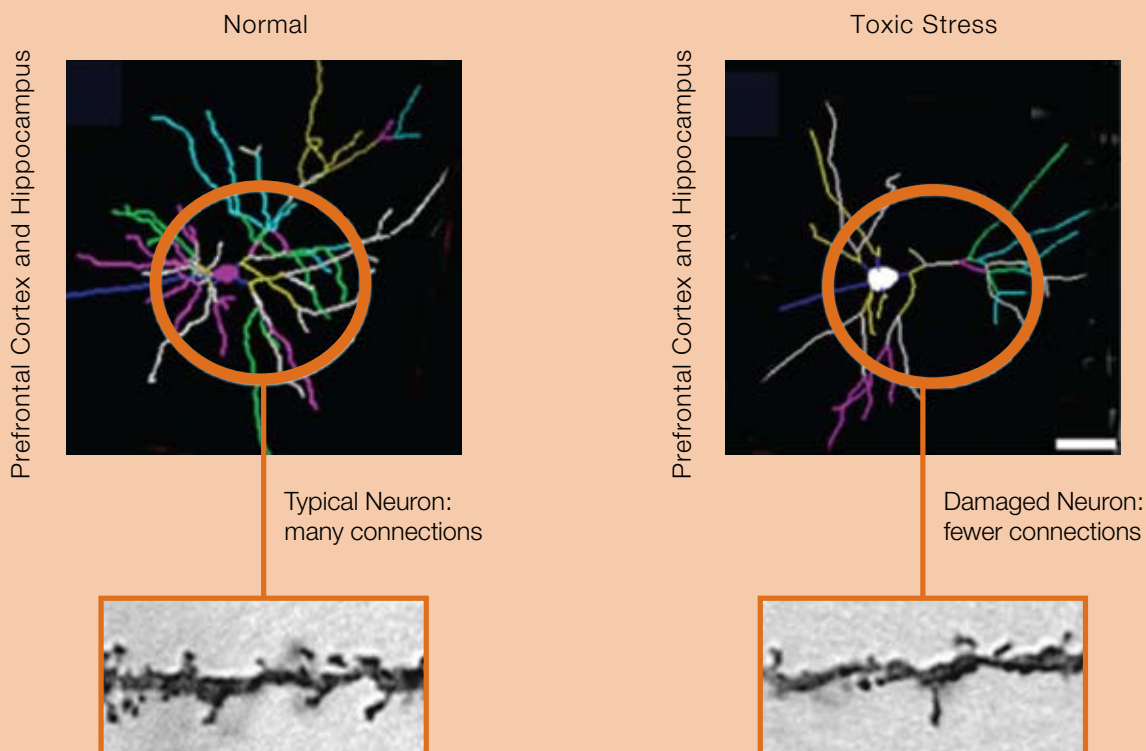 Normal
Toxic Stress
Prefrontal Cortex and Hippocampus
Prefrontal Cortex and Hippocampus
Typical Neuron:
many connections
Damaged Neuron:
fewer connections